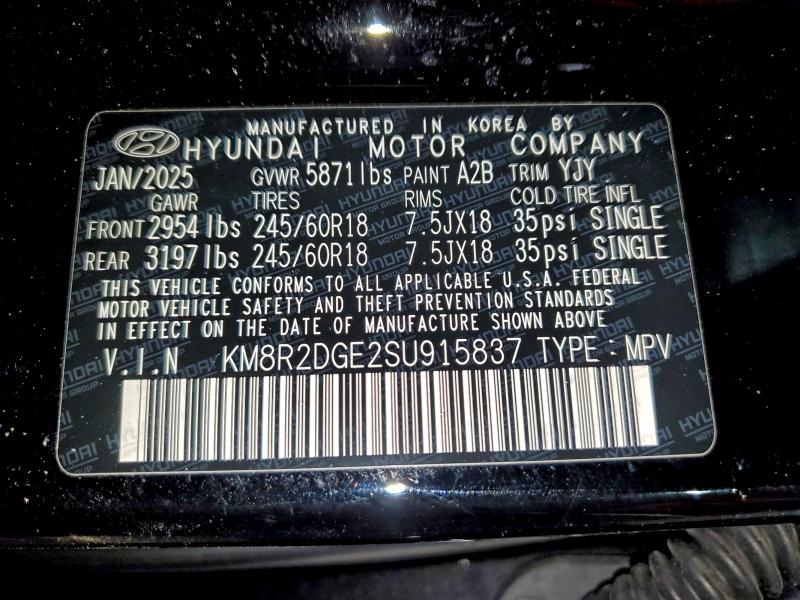 MANUFACTURED IN KOREA BY
HYUNDAI MOTOR COMPANY
JAN/2025 GVWR 5871lbs PAINT A2B TRIM YJY
GAWR TIRES RIMS COLD TIRE INFL
FRONT 2954 lbs 245/60R18 7.5JX18 35psi SINGLE
REAR 3197 lbs 245/60R18 7.5JX18 35psi SINGLE
THIS VEHICLE CONFORMS TO ALL APPLICABLE U.S.A. FEDERAL
MOTOR VEHICLE SAFETY AND THEFT PREVENTION STANDARDS
IN EFFECT ON THE DATE OF MANUFACTURE SHOWN ABOVE
V.I.N KM8R2DGE2SU915837 TYPE : MPV